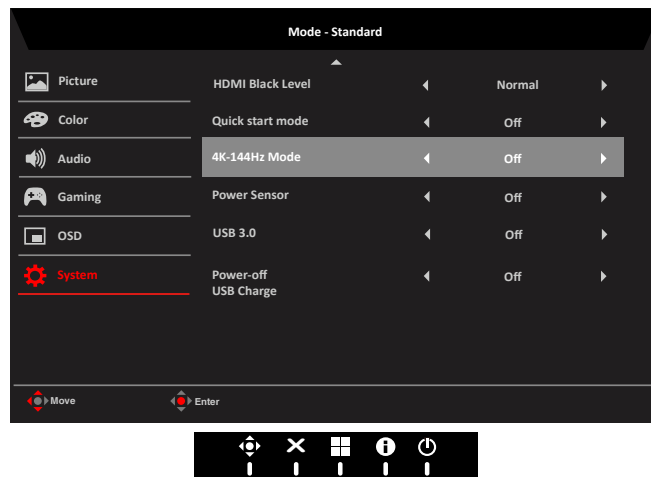 Mode - Standard
Picture
Color
Audio
Gaming
OSD
System
HDMI Black Level Normal
Quick start mode Off
4K-144Hz Mode Off
Power Sensor Off
USB 3.0 Off
Power-off Off
USB Charge
Move Enter